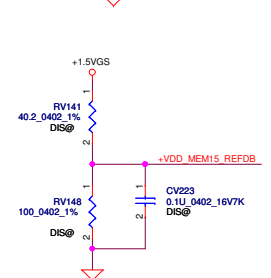 +1.5VGS
1
RV141
40.2_0402_1%
DIS@
2
+VDD_MEM15_REFDB
1
RV148
100_0402_1%
DIS@
2
1
CV223
0.1U_0402_16V7K
DIS@
2